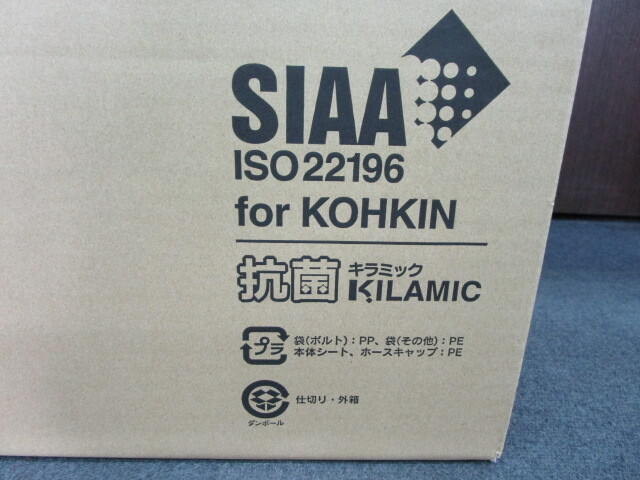 SIAA
ISO 22196
for KOHKIN
抗菌 キラミック KILAMIC
プラ 袋(ボルト):PP、袋(その他):PE
本体シート、ホースキャップ:PE
仕切り・外箱
ダンボール